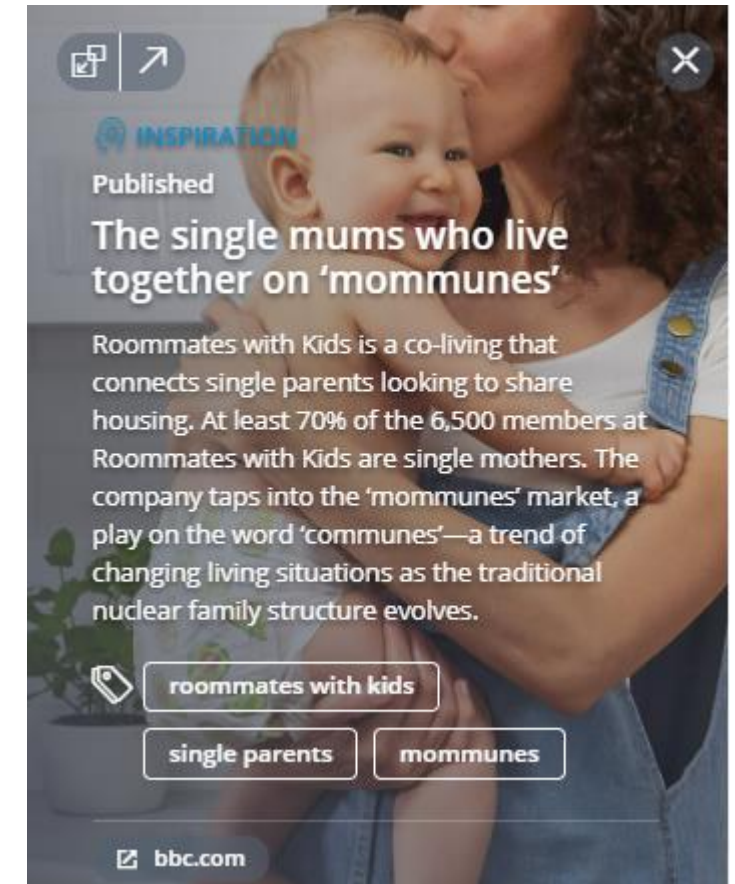 INSPIRATION
Published
The single mums who live
together on ‘mommunes’
Roommates with Kids is a co-living that
connects single parents looking to share
housing. At least 70% of the 6,500 members at
Roommates with Kids are single mothers. The
company taps into the ‘mommunes’ market, a
play on the word ‘communes’—a trend of
changing living situations as the traditional
nuclear family structure evolves.
roommates with kids
single parents mommunes
bbc.com